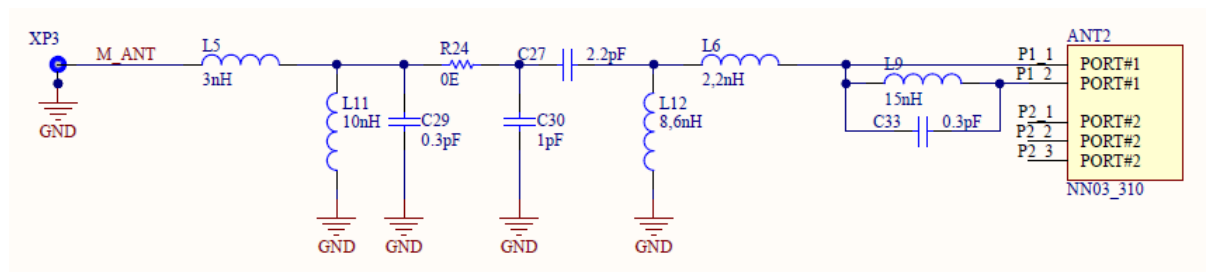 ANT2
XP3
M_ANT
L5
3nH
R24
0E
C27
2.2pF
L6
2,2nH
P1_1
PORT#1
L9
15nH
P1_2
PORT#1
L11
10nH
C29
0.3pF
C30
1pF
L12
8,6nH
C33
0.3pF
P2_1
PORT#2
P2_2
PORT#2
P2_3
PORT#2
NN03_310
GND
GND
GND
GND
GND